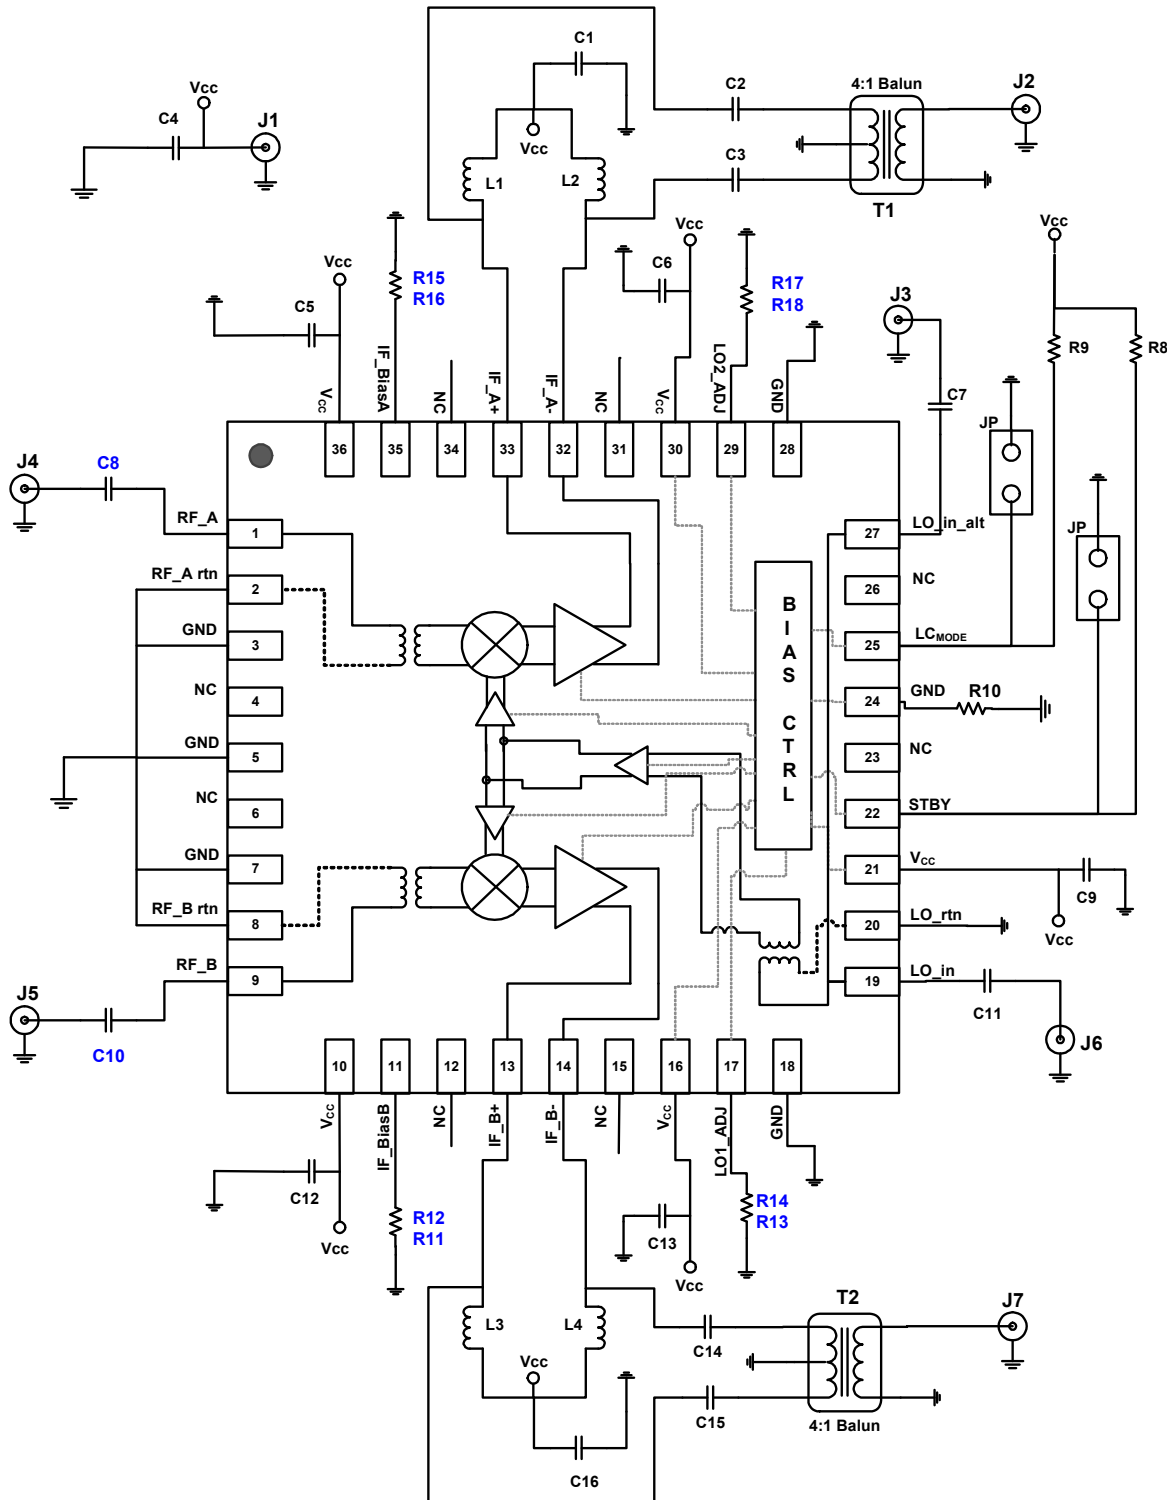 C1
4:1 Balun
J2
C2
Vcc
C4
J1
Vcc
L1
L2
C3
T1
Vcc
Vcc
C6
R15
R16
R17
R18
Vcc
C5
J3
R9
R8
C7
JP
JP
VCC
IF_BiasA
NC
IF_A+
IF_A-
NC
VCC
LO2_ADJ
GND
36
35
34
33
32
31
30
29
28
J4
C8
RF_A
1
RF_A rtn
2
GND
3
NC
4
GND
5
NC
6
GND
7
RF_B rtn
8
RF_B
9
J5
C10
BIAS CTRL
27
LO_in_alt
26
NC
25
LCMODE
24
GND
R10
23
NC
22
STBY
21
VCC
C9
Vcc
20
LO_rtn
19
LO_in
C11
J6
10
11
12
13
14
15
16
17
18
VCC
IF_BiasB
NC
IF_B+
IF_B-
NC
VCC
LO1_ADJ
GND
C12
Vcc
R12
R11
C13
Vcc
R14
R13
L3
L4
Vcc
C16
C14
C15
T2
4:1 Balun
J7